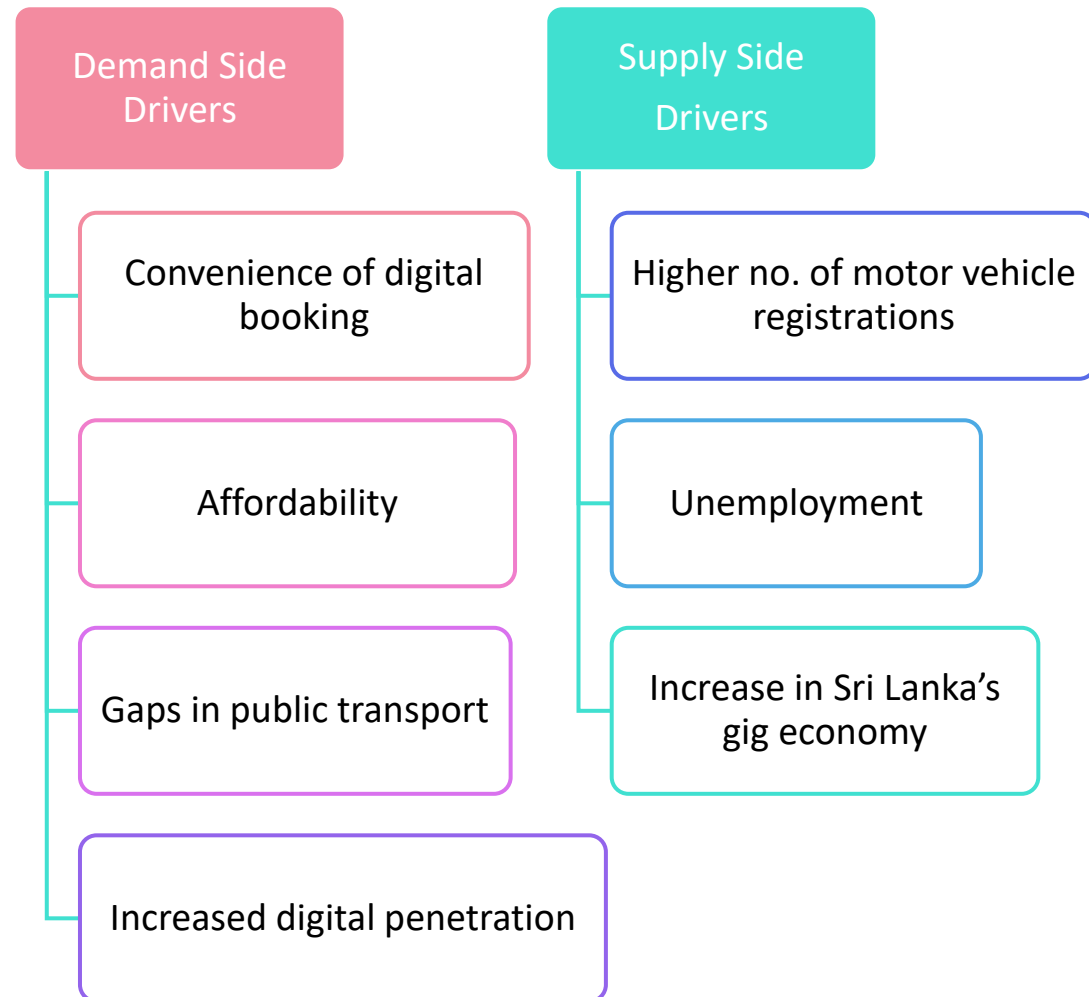 Demand Side
Drivers
Convenience of digital
booking
Affordability
Gaps in public transport
Increased digital penetration
Supply Side
Drivers
Higher no. of motor vehicle
registrations
Unemployment
Increase in Sri Lanka’s
gig economy